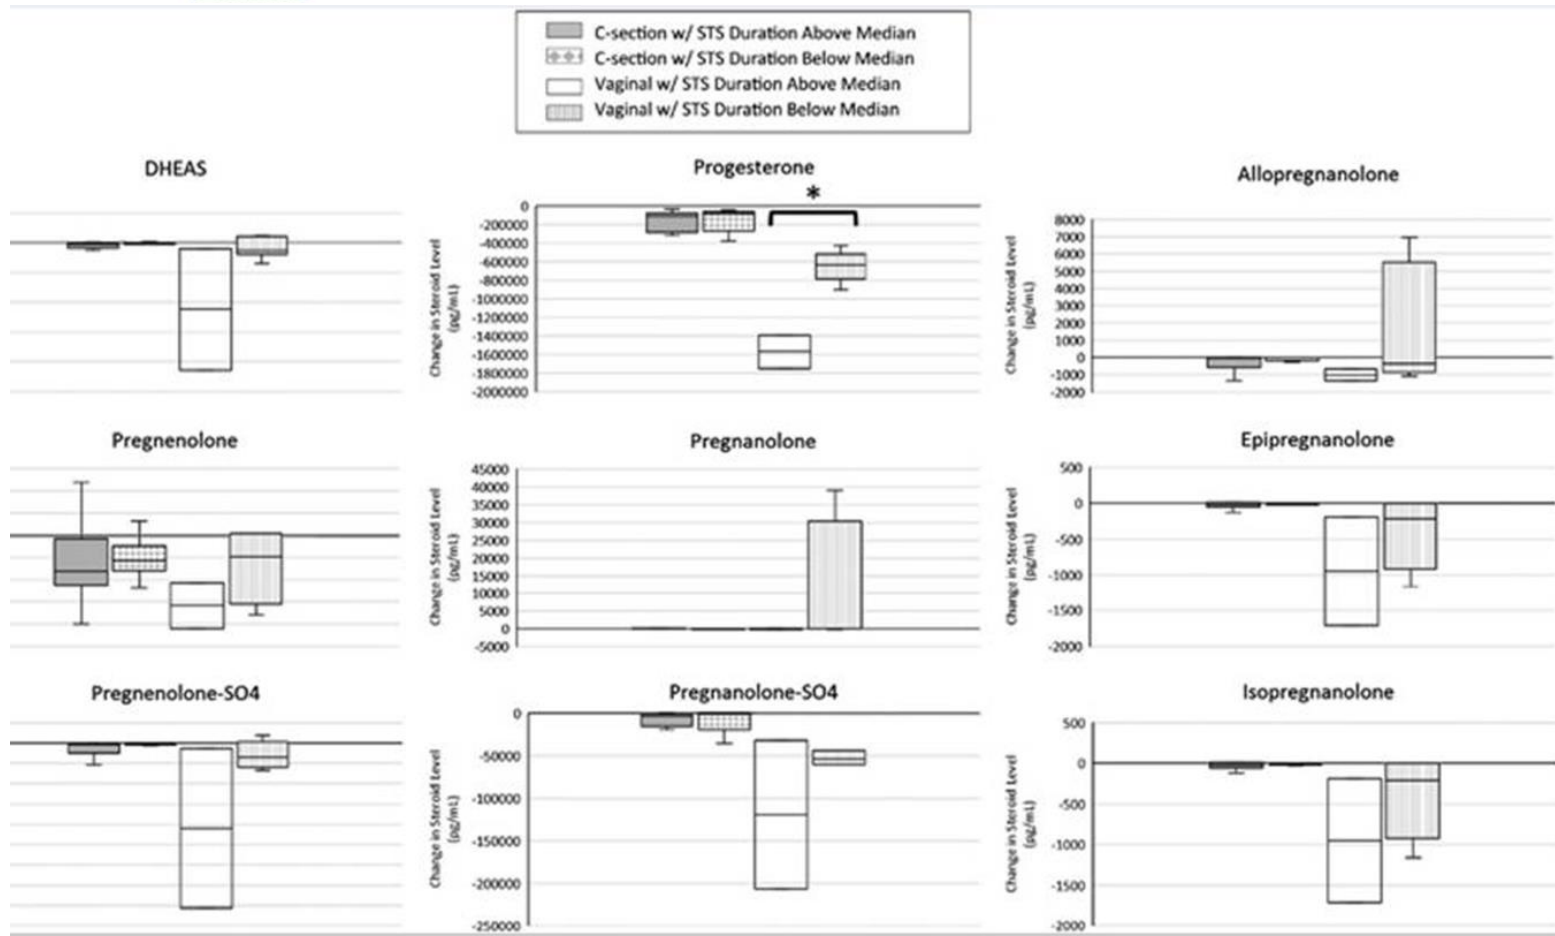 C-section w/ STS Duration Above Median
C-section w/ STS Duration Below Median
Vaginal w/ STS Duration Above Median
Vaginal w/ STS Duration Below Median
DHEAS
Progesterone
*
Change in Steroid Level
(pg/mL)
0
-200000
-400000
-600000
-800000
-1000000
-1200000
-1400000
-1600000
-1800000
-2000000
Allopregnanolone
Change in Steroid Level
(pg/mL)
8000
7000
6000
5000
4000
3000
2000
1000
0
-1000
-2000
Pregnenolone
Pregnanolone
Change in Steroid Level
(pg/mL)
45000
40000
35000
30000
25000
20000
15000
10000
5000
0
-5000
Epipregnanolone
Change in Steroid Level
(pg/mL)
500
0
-500
-1000
-1500
-2000
Pregnenolone-SO4
Pregnanolone-SO4
Change in Steroid Level
(pg/mL)
0
-50000
-100000
-150000
-200000
-250000
Isopregnanolone
Change in Steroid Level
(pg/mL)
500
0
-500
-1000
-1500
-2000